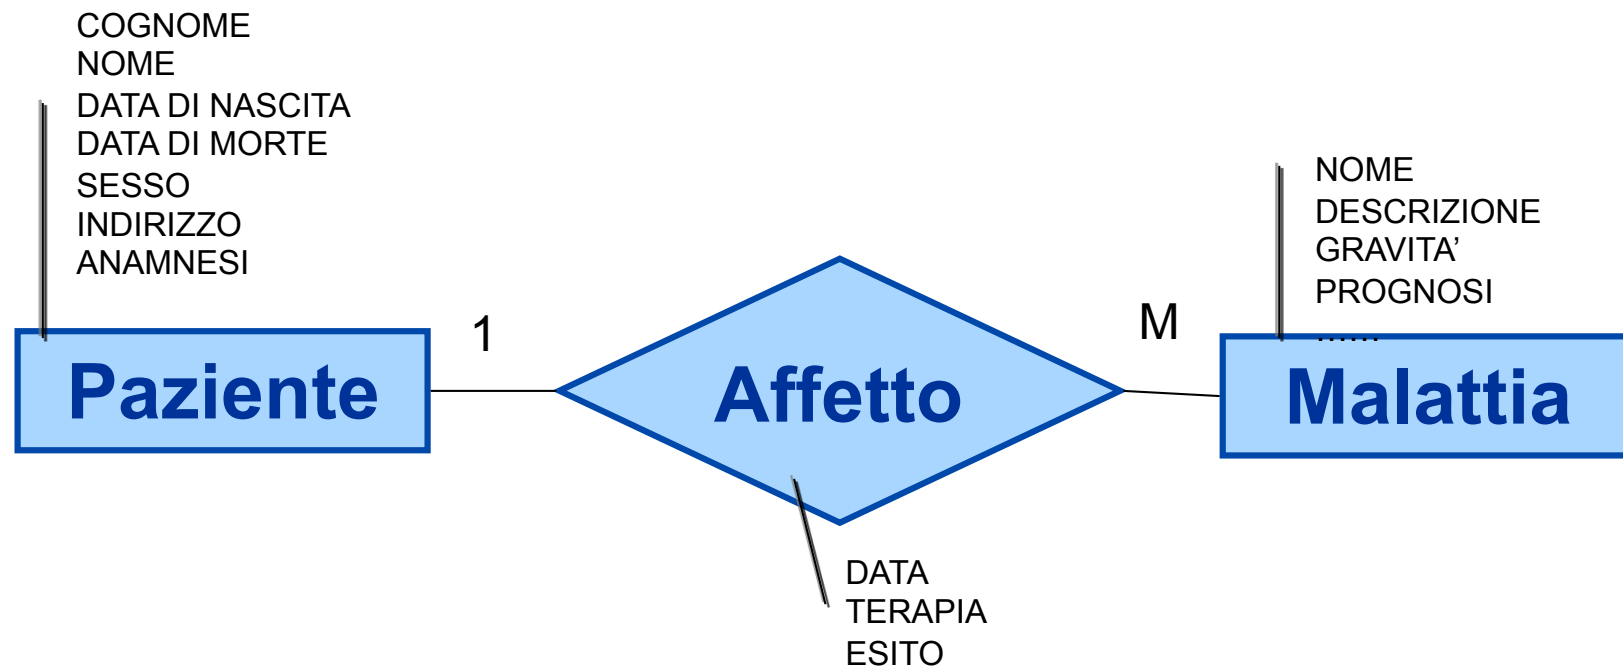 COGNOME
NOME
DATA DI NASCITA
DATA DI MORTE
SESSO
INDIRIZZO
ANAMNESI
NOME
DESCRIZIONE
GRAVITA’
PROGNOSI
......
1
M
Paziente
Affetto
Malattia
DATA
TERAPIA
ESITO